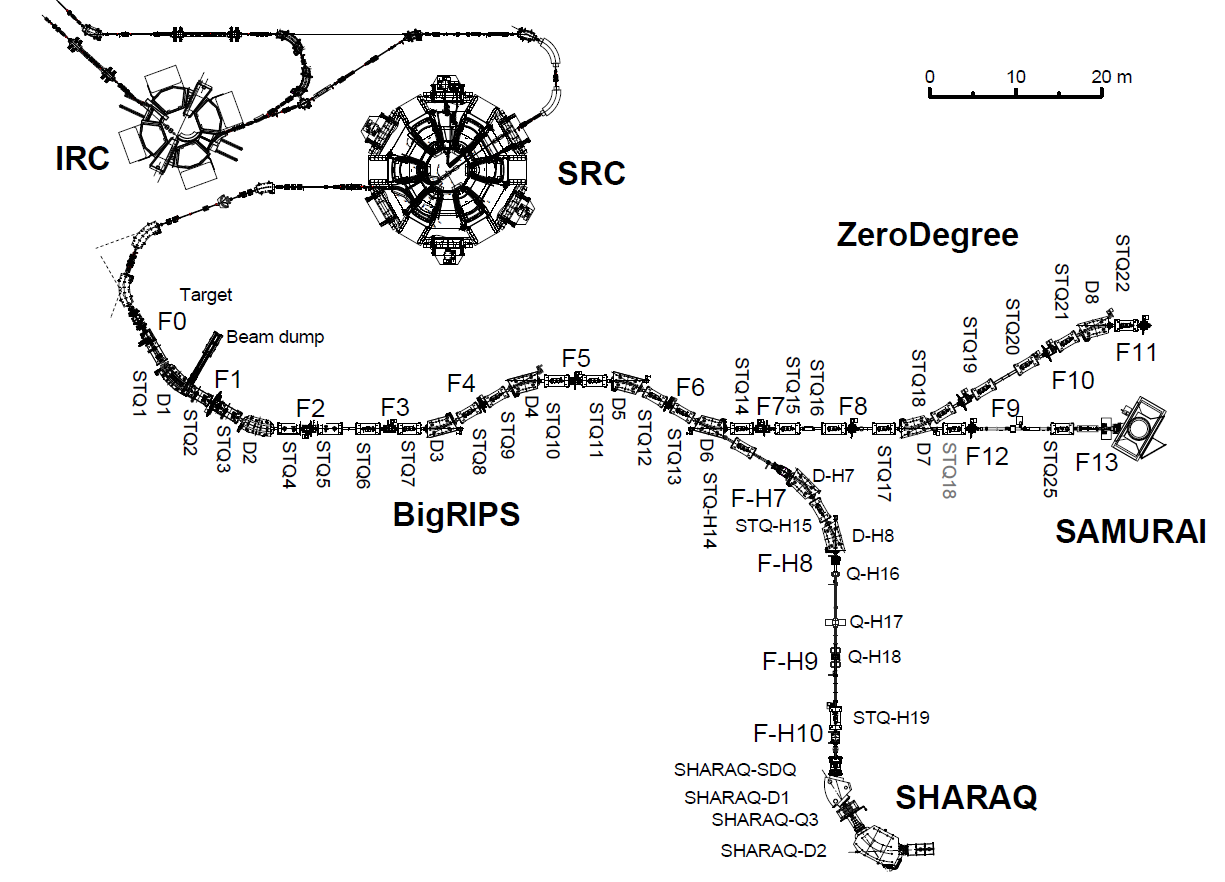 0
10
20 m
IRC
SRC
ZeroDegree
Target
F0
Beam dump
STQ1
D1
STQ2
F1
STQ3
D2
F2
STQ4
STQ5
STQ6
F3
STQ7
D3
F4
STQ8
STQ9
D4
STQ10
F5
STQ11
D5
STQ12
F6
STQ13
D6
STQ14
F7
STQ15
STQ16
F8
STQ17
D7
STQ18
STQ19
F9
STQ20
F10
STQ21
D8
STQ22
F11
STQ18
F12
STQ25
F13
BigRIPS
SAMURAI
STQ-H14
F-H7
D-H7
STQ-H15
D-H8
F-H8
Q-H16
Q-H17
F-H9
Q-H18
STQ-H19
F-H10
SHARAQ-SDQ
SHARAQ-D1
SHARAQ
SHARAQ-Q3
SHARAQ-D2